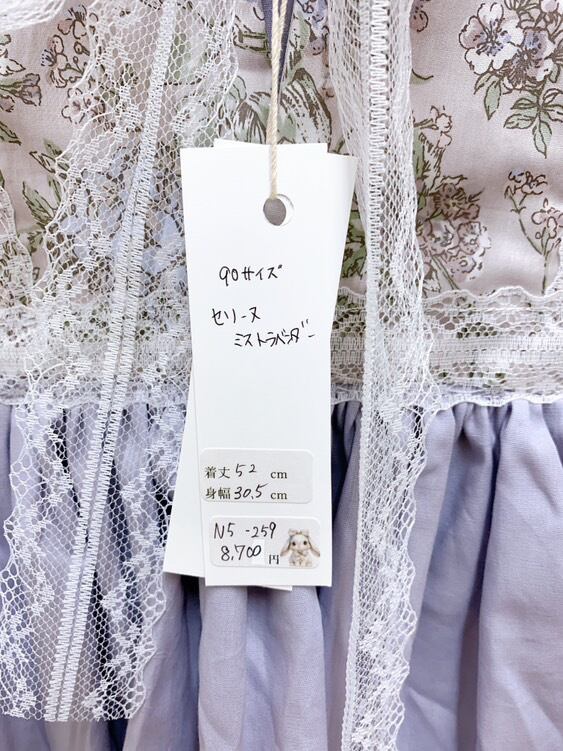 90サイズ
セリーヌ
ミストラベンダー
着丈 52 cm
身幅 30.5 cm
N5-259
8,700 円